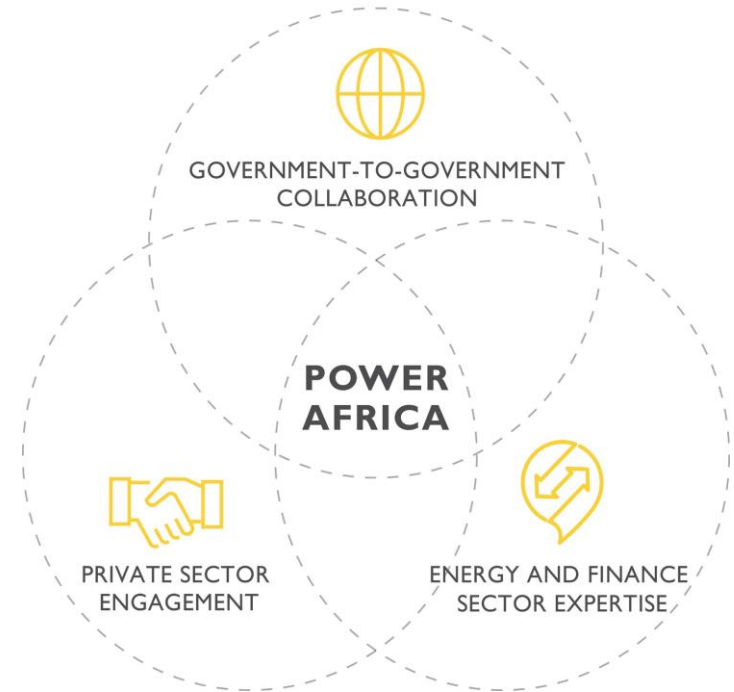 GOVERNMENT-TO-GOVERNMENT
COLLABORATION
POWER
AFRICA
PRIVATE SECTOR
ENGAGEMENT
ENERGY AND FINANCE
SECTOR EXPERTISE